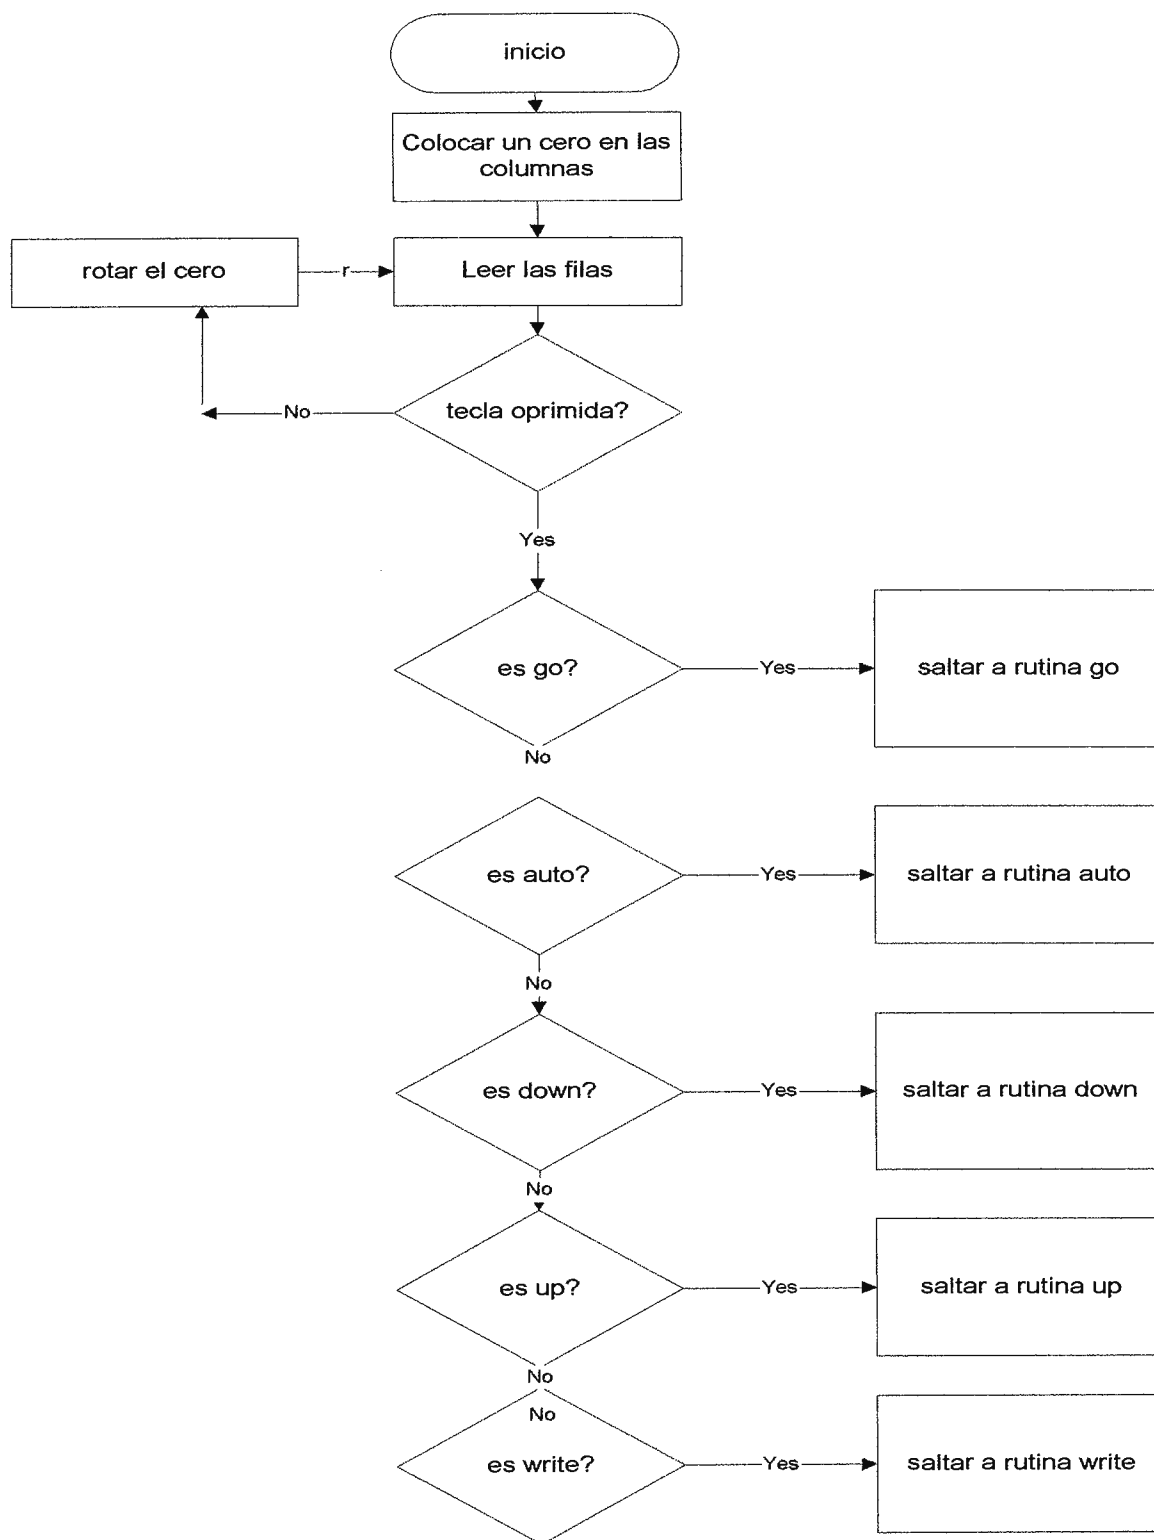 inicio
Colocar un cero en las
columnas
rotar el cero
r
Leer las filas
No
tecla oprimida?
Yes
es go?
Yes
saltar a rutina go
No
es auto?
Yes
saltar a rutina auto
No
es down?
Yes
saltar a rutina down
No
es up?
Yes
saltar a rutina up
No
No
es write?
Yes
saltar a rutina write